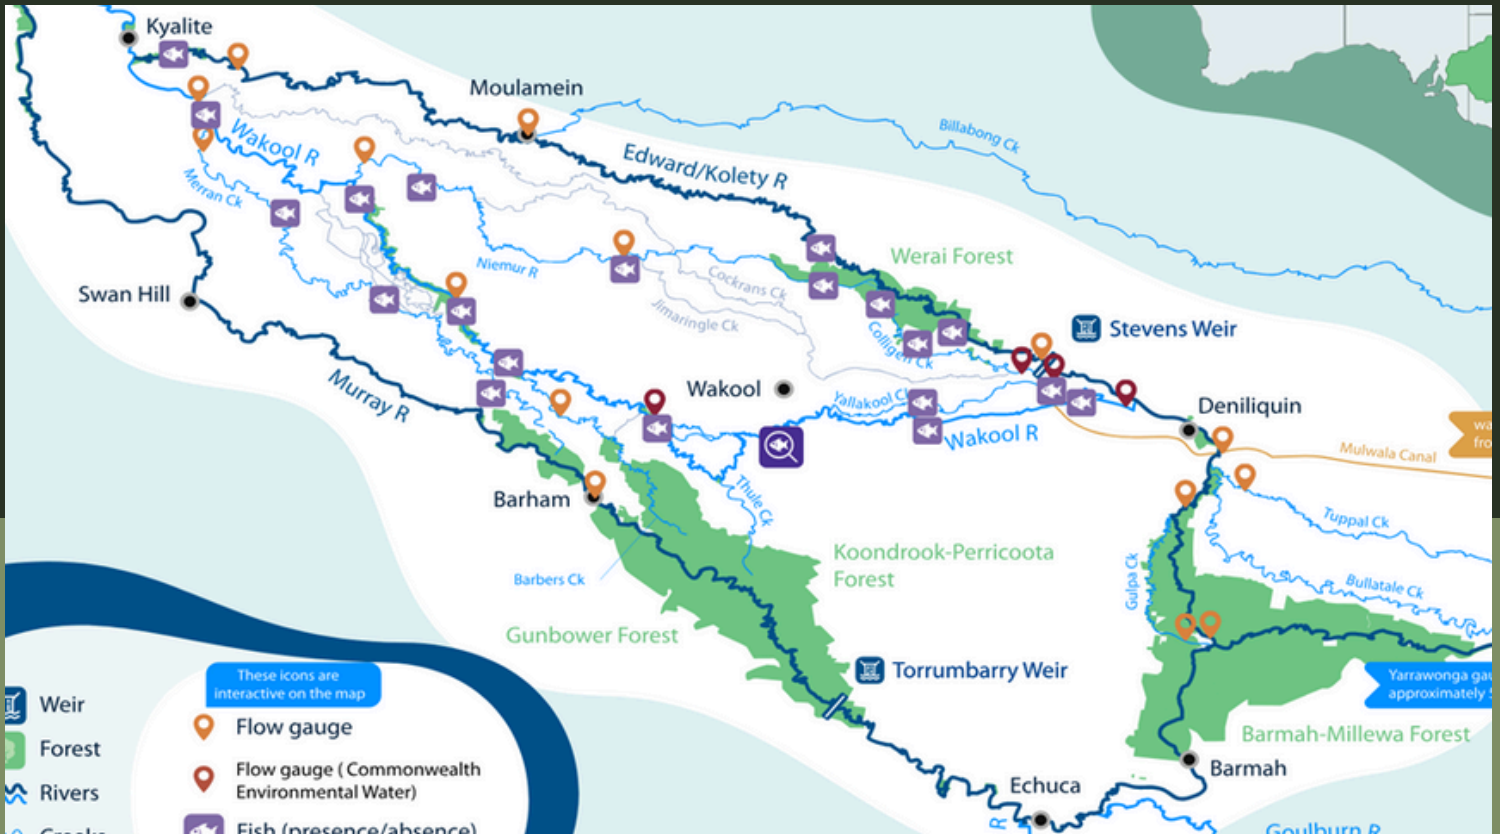 Kyalite
Moulamein
Billabong Ck
Wakool R
Edward/Kolety R
Merran Ck
Werai Forest
Niemur R
Cockrans Ck
Swan Hill
Jimaringle Ck
Stevens Weir
Colligen Ck
Murray R
Wakool
Yallakool Ck
Deniliquin
Wakool R
Mulwala Canal
Barham
Thule Ck
Tuppal Ck
Koondrook-Perricoota
Forest
Barbers Ck
Gulpa Ck
Bullatale Ck
Gunbower Forest
Torrumbarry Weir
Yarrawonga
approximately
Barmah-Millewa Forest
Barmah
Echuca
R
Goulburn R
These icons are
interactive on the map
Weir
Flow gauge
Forest
Flow gauge ( Commonwealth
Environmental Water)
Rivers
Creeks
Fish (presence/absence)